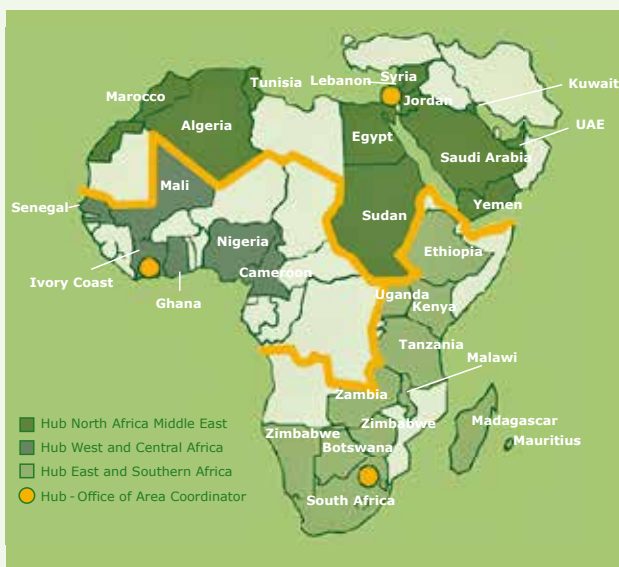 Tunisia
Lebanon
Syria
Marocco
Jordan
Kuwait
Algeria
UAE
Egypt
Saudi Arabia
Mali
Senegal
Yemen
Sudan
Nigeria
Ethiopia
Cameroon
Ivory Coast
Ghana
Uganda
Kenya
Tanzania
Malawi
Zambia
Zimbabwe
Zimbabwe
Madagascar
Botswana
Mauritius
South Africa
Hub North Africa Middle East
Hub West and Central Africa
Hub East and Southern Africa
Hub - Office of Area Coordinator